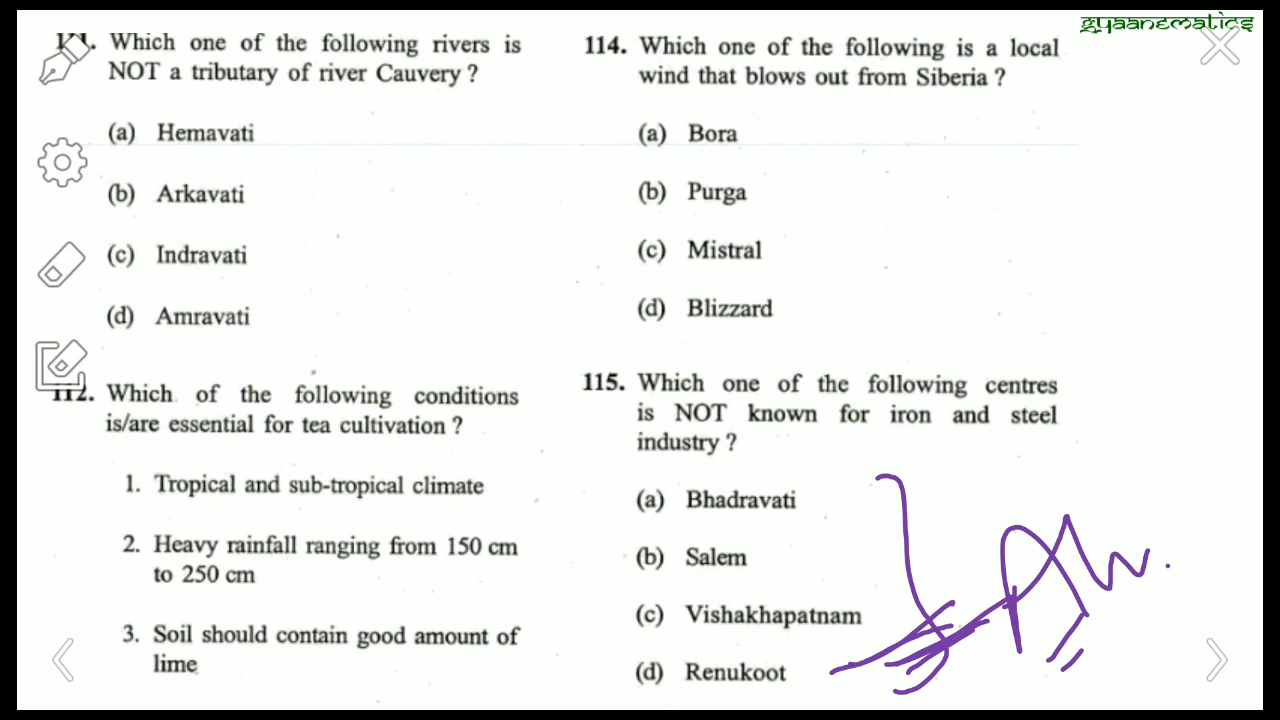 gyaanematics
Which one of the following rivers is
NOT a tributary of river Cauvery ?
(a) Hemavati
(b) Arkavati
(c) Indravati
(d) Amravati
112. Which of the following conditions
is/are essential for tea cultivation ?
1. Tropical and sub-tropical climate
2. Heavy rainfall ranging from 150 cm
to 250 cm
3. Soil should contain good amount of
lime
114. Which one of the following is a local
wind that blows out from Siberia ?
(a) Bora
(b) Purga
(c) Mistral
(d) Blizzard
115. Which one of the following centres
is NOT known for iron and steel
industry ?
(a) Bhadravati
(b) Salem
(c) Vishakhapatnam
(d) Renukoot